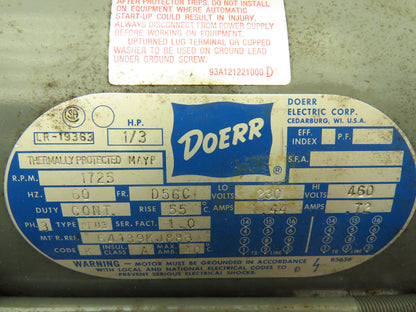 AFTER PROTECTOR TRIPS. DO NOT INSTALL
ON EQUIPMENT WHERE AUTOMATIC
START-UP COULD RESULT IN INJURY.
ALWAYS DISCONNECT FROM POWER SUPPLY
BEFORE WORKING ON EQUIPMENT.
UPTURNED LUG TERMINAL OR CUPPED
WASHER TO BE USED ON GROUND LEAD
UNDER GROUND SCREW.
93A121221000 D
DOERR
ELECTRIC CORP.
CEDARBURG, WI. U.S.A.
H.P.
LR-19363 1/3
DOERR ®
EFF. INDEX P.F.
THERMALLY PROTECTED
S.F.A.
R.P.M. 1725
HZ. 60 FR. D56C LO VOLTS 230 HI VOLTS 460
DUTY CONT. RISE 55°C AMPS AMPS .72
PH. 3 TYPE SER. FACT. 1.0
MT'R. REF.
CODE INSUL. CLASS A MAX. AMB.
WARNING — MOTOR MUST BE GROUNDED IN ACCORDANCE
WITH LOCAL AND NATIONAL ELECTRICAL CODES TO
PREVENT SERIOUS ELECTRICAL SHOCKS.